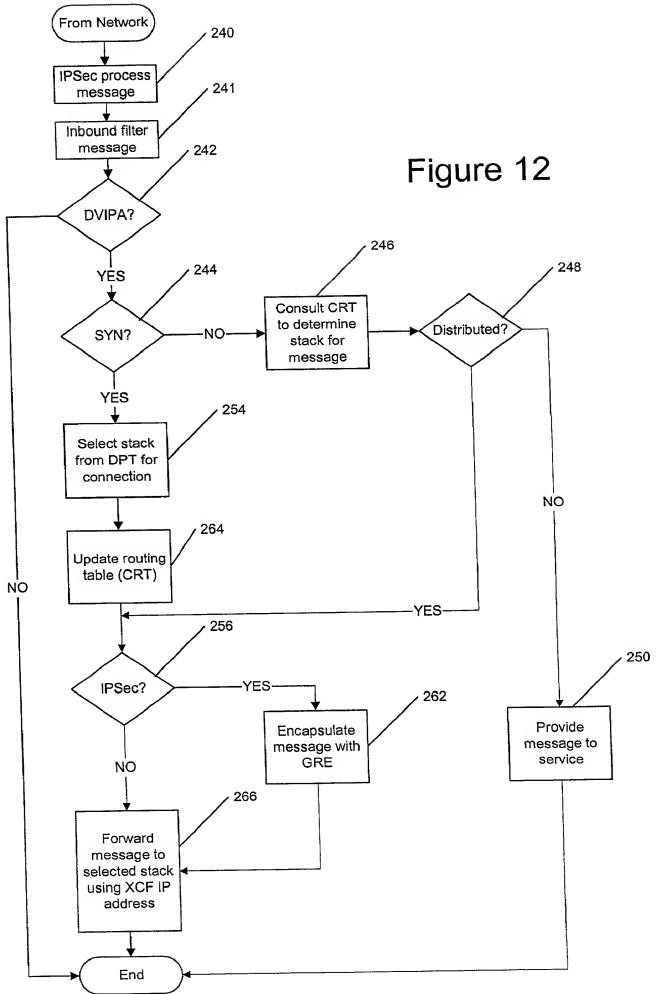 From Network
240
IPSec process
message
241
Inbound filter
message
242
Figure 12
DVIPA?
YES
244
SYN?
NO
246
Consult CRT
to determine
stack for
message
248
Distributed?
YES
254
Select stack
from DPT for
connection
NO
264
Update routing
table (CRT)
NO
YES
256
IPSec?
YES
262
Encapsulate
message with
GRE
250
Provide
message to
service
NO
266
Forward
message to
selected stack
using XCF IP
address
End